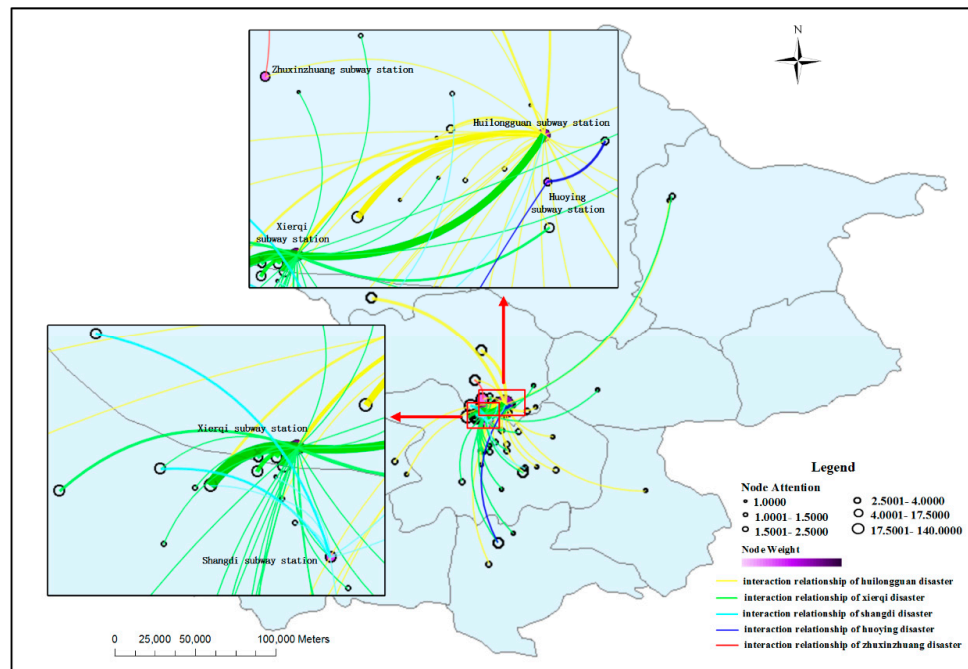 N
Zhuxinzhuang subway station
Huilongguan subway station
Huoying
subway station
Xierqi
subway station
Xierqi subway station
Shangdi subway station
Legend
Node Attention
1.0000
1.0001- 1.5000
1.5001- 2.5000
2.5001- 4.0000
4.0001- 17.5000
17.5001- 140.0000
Node Weight
interaction relationship of huilongguan disaster
interaction relationship of xierqi disaster
interaction relationship of shangdi disaster
interaction relationship of huoying disaster
interaction relationship of zhuxinzhuang disaster
0 25,000 50,000 100,000 Meters